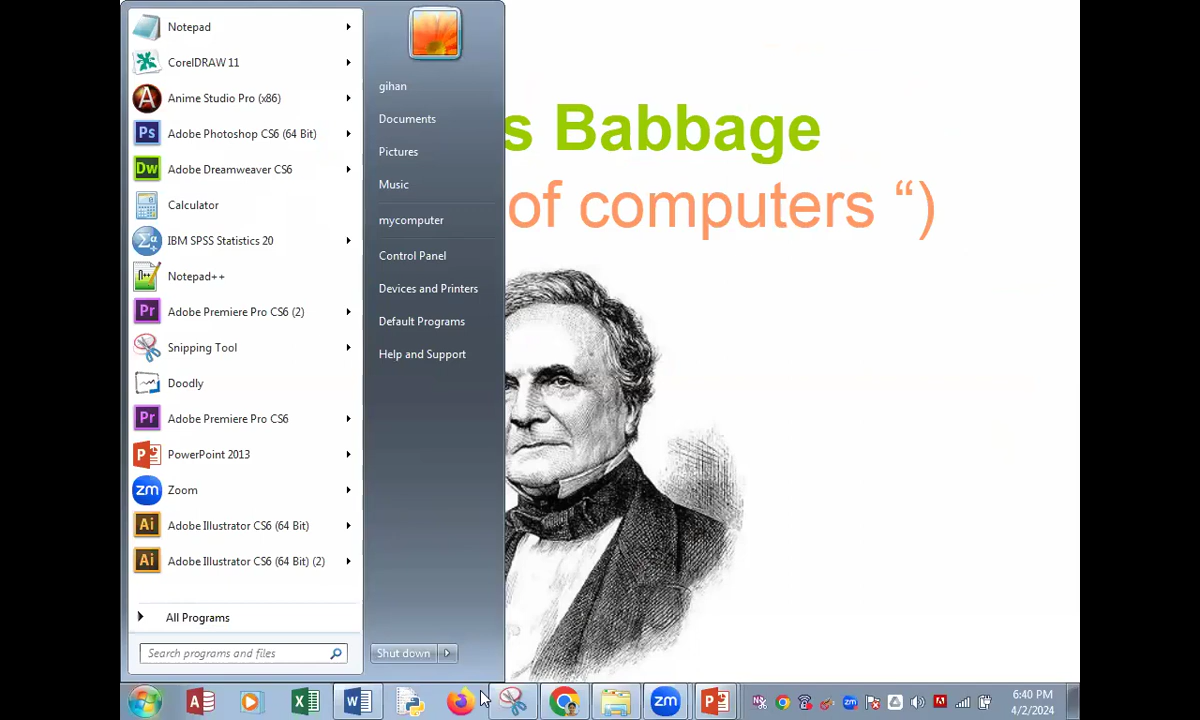 Notepad
CorelDRAW 11
Anime Studio Pro (x86)
Adobe Photoshop CS6 (64 Bit)
Adobe Dreamweaver CS6
Calculator
IBM SPSS Statistics 20
Notepad++
Adobe Premiere Pro CS6 (2)
Snipping Tool
Doodly
Adobe Premiere Pro CS6
PowerPoint 2013
Zoom
Adobe Illustrator CS6 (64 Bit)
Adobe Illustrator CS6 (64 Bit) (2)
All Programs
Search programs and files
gihan
Documents
Pictures
Music
mycomputer
Control Panel
Devices and Printers
Default Programs
Help and Support
Shut down
s Babbage
of computers “)
6:40 PM
4/2/2024